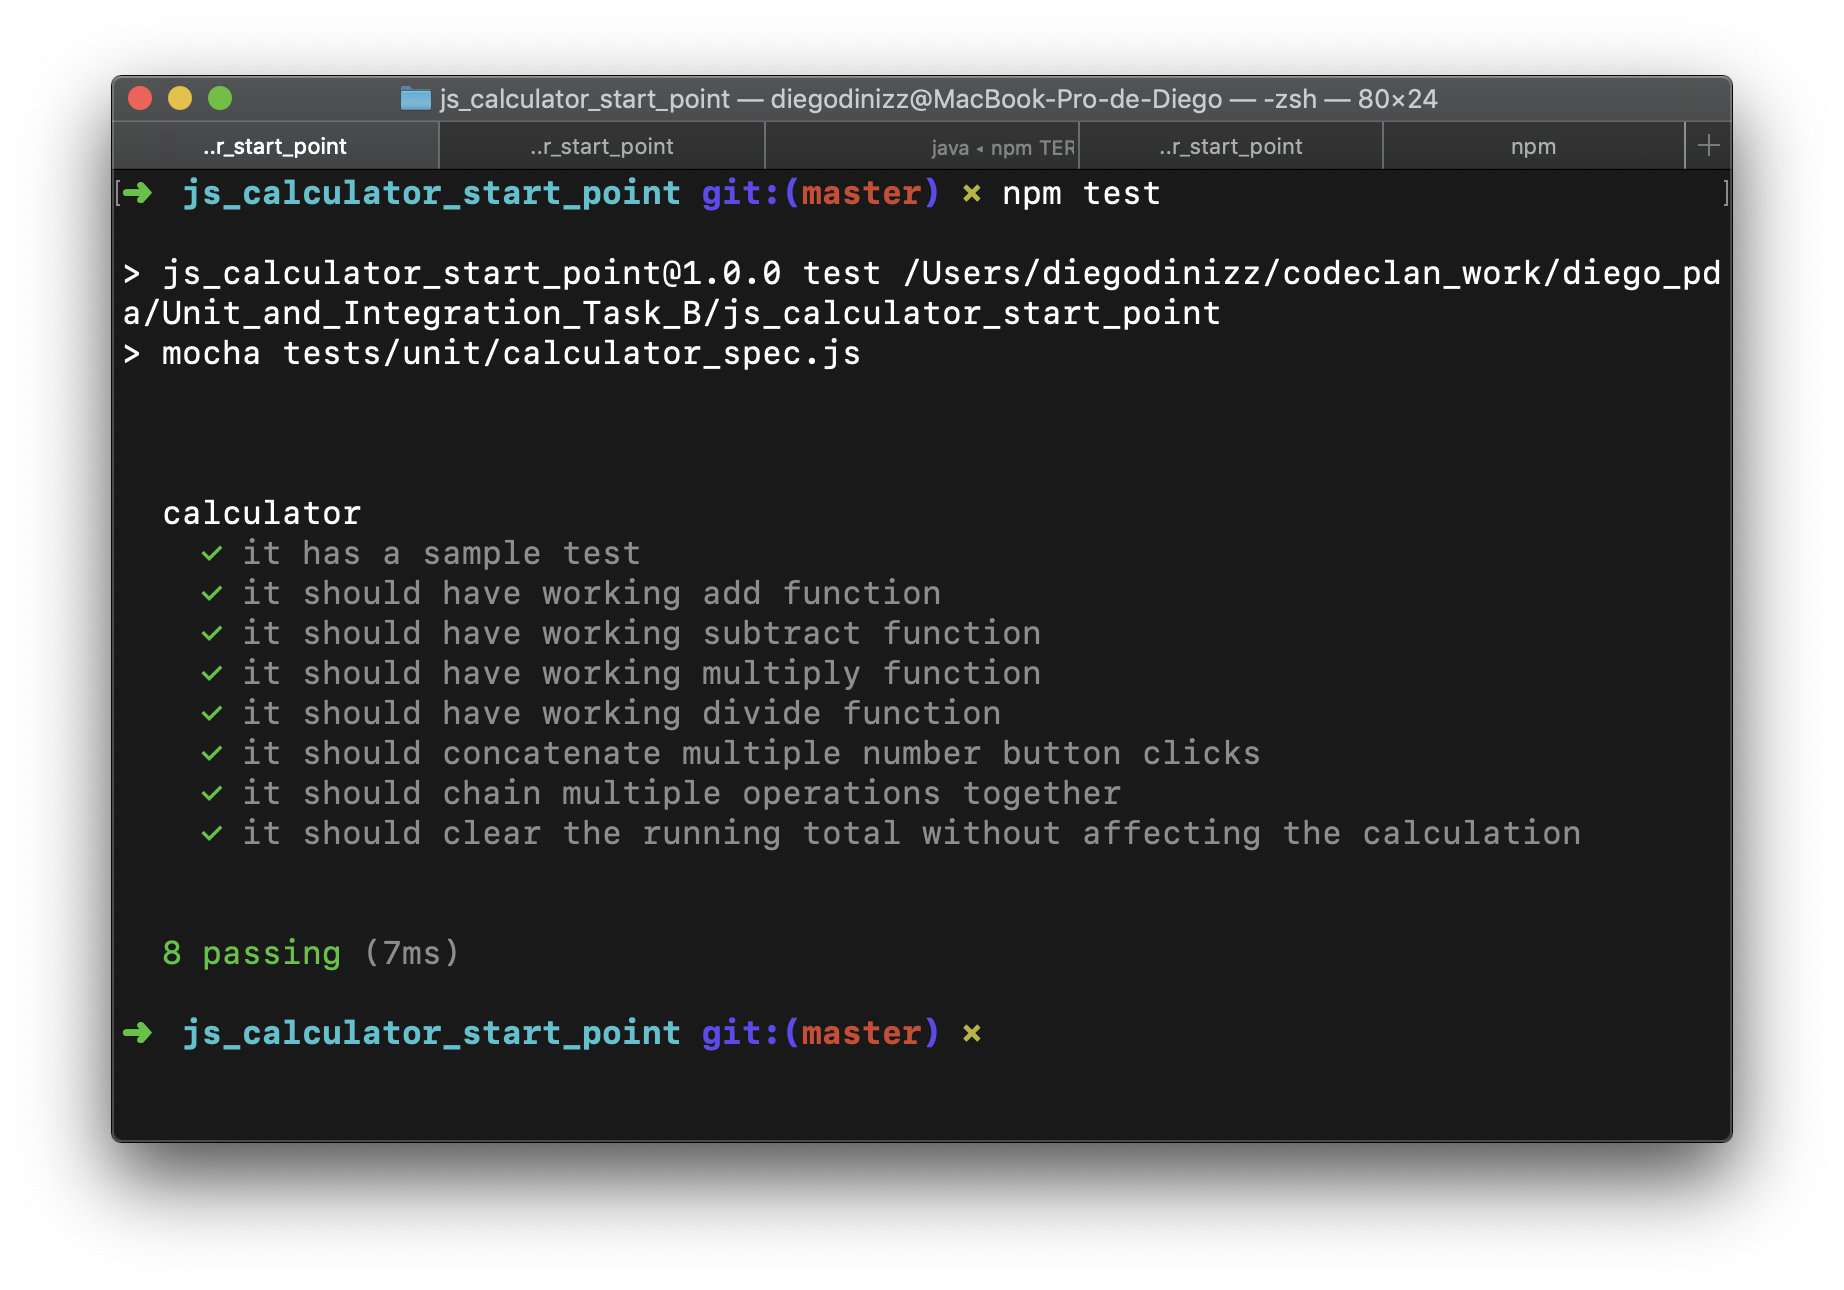 js_calculator_start_point — diegodinizz@MacBook-Pro-de-Diego — -zsh — 80×24
..r_start_point ..r_start_point java ◂ npm TER ..r_start_point npm +
[➜ js_calculator_start_point git:(master) ✗ npm test ]
> js_calculator_start_point@1.0.0 test /Users/diegodinizz/codeclan_work/diego_pd
a/Unit_and_Integration_Task_B/js_calculator_start_point
> mocha tests/unit/calculator_spec.js
calculator
✓ it has a sample test
✓ it should have working add function
✓ it should have working subtract function
✓ it should have working multiply function
✓ it should have working divide function
✓ it should concatenate multiple number button clicks
✓ it should chain multiple operations together
✓ it should clear the running total without affecting the calculation
8 passing (7ms)
➜ js_calculator_start_point git:(master) ✗